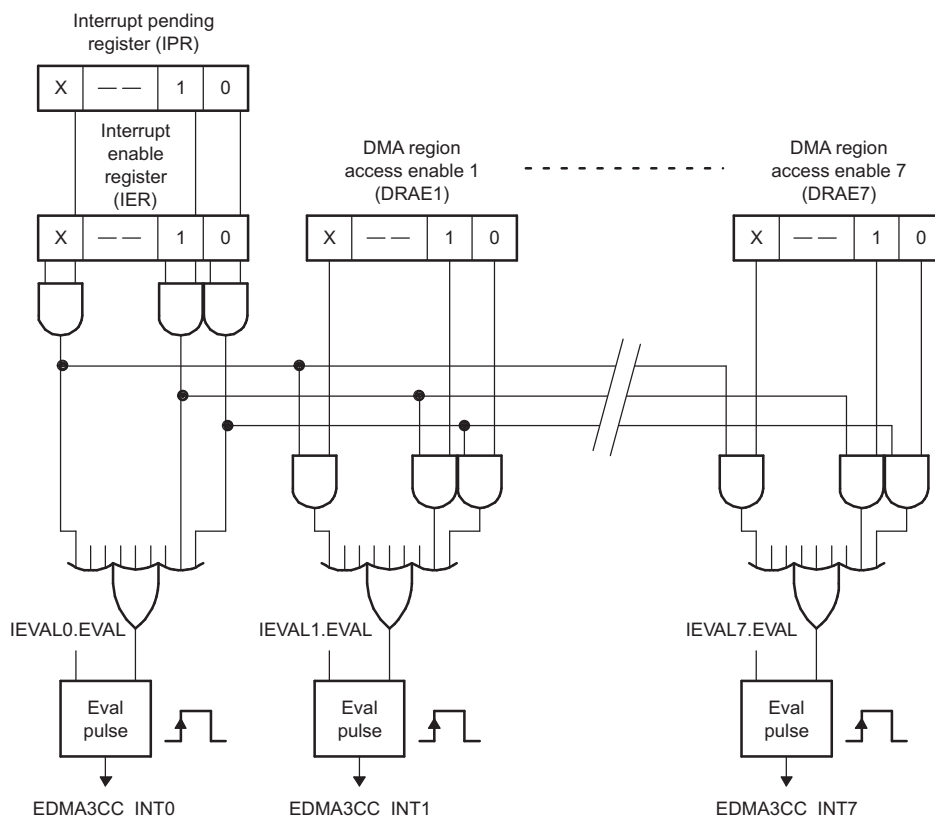 Interrupt pending
register (IPR)
X — — 1 0
Interrupt
enable
register
(IER)
X — — 1 0
DMA region
access enable 1
(DRAE1)
X — — 1 0
DMA region
access enable 7
(DRAE7)
X — — 1 0
IEVAL0.EVAL
Eval
pulse
EDMA3CC_INT0
IEVAL1.EVAL
Eval
pulse
EDMA3CC_INT1
IEVAL7.EVAL
Eval
pulse
EDMA3CC_INT7